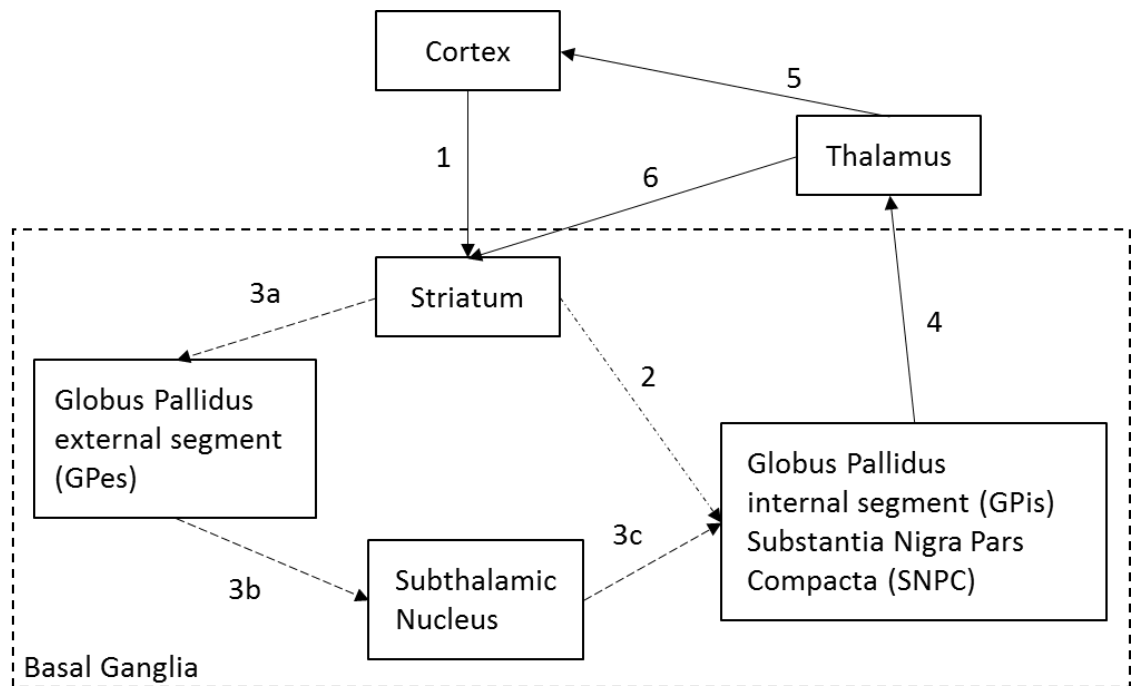 Cortex
5
1
Thalamus
6
3a
Striatum
4
2
Globus Pallidus
external segment
(GPes)
Globus Pallidus
internal segment (GPis)
Substantia Nigra Pars
Compacta (SNPC)
3c
3b
Subthalamic
Nucleus
Basal Ganglia